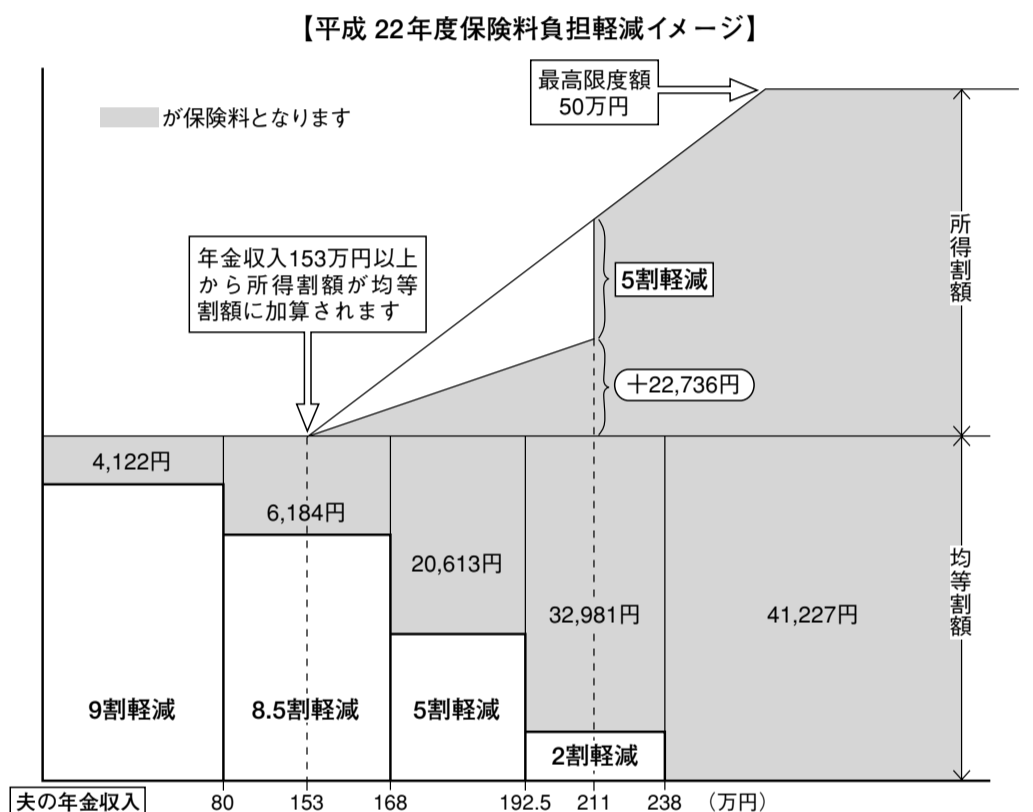 【平成 22年度保険料負担軽減イメージ】
最高限度額
50万円
が保険料となります
年金収入153万円以上
から所得割額が均等
割額に加算されます
5割軽減
+22,736円
所得割額
4,122円
6,184円
20,613円
32,981円
41,227円
均等割額
9割軽減
8.5割軽減
5割軽減
2割軽減
夫の年金収入 80 153 168 192.5 211 238 (万円)